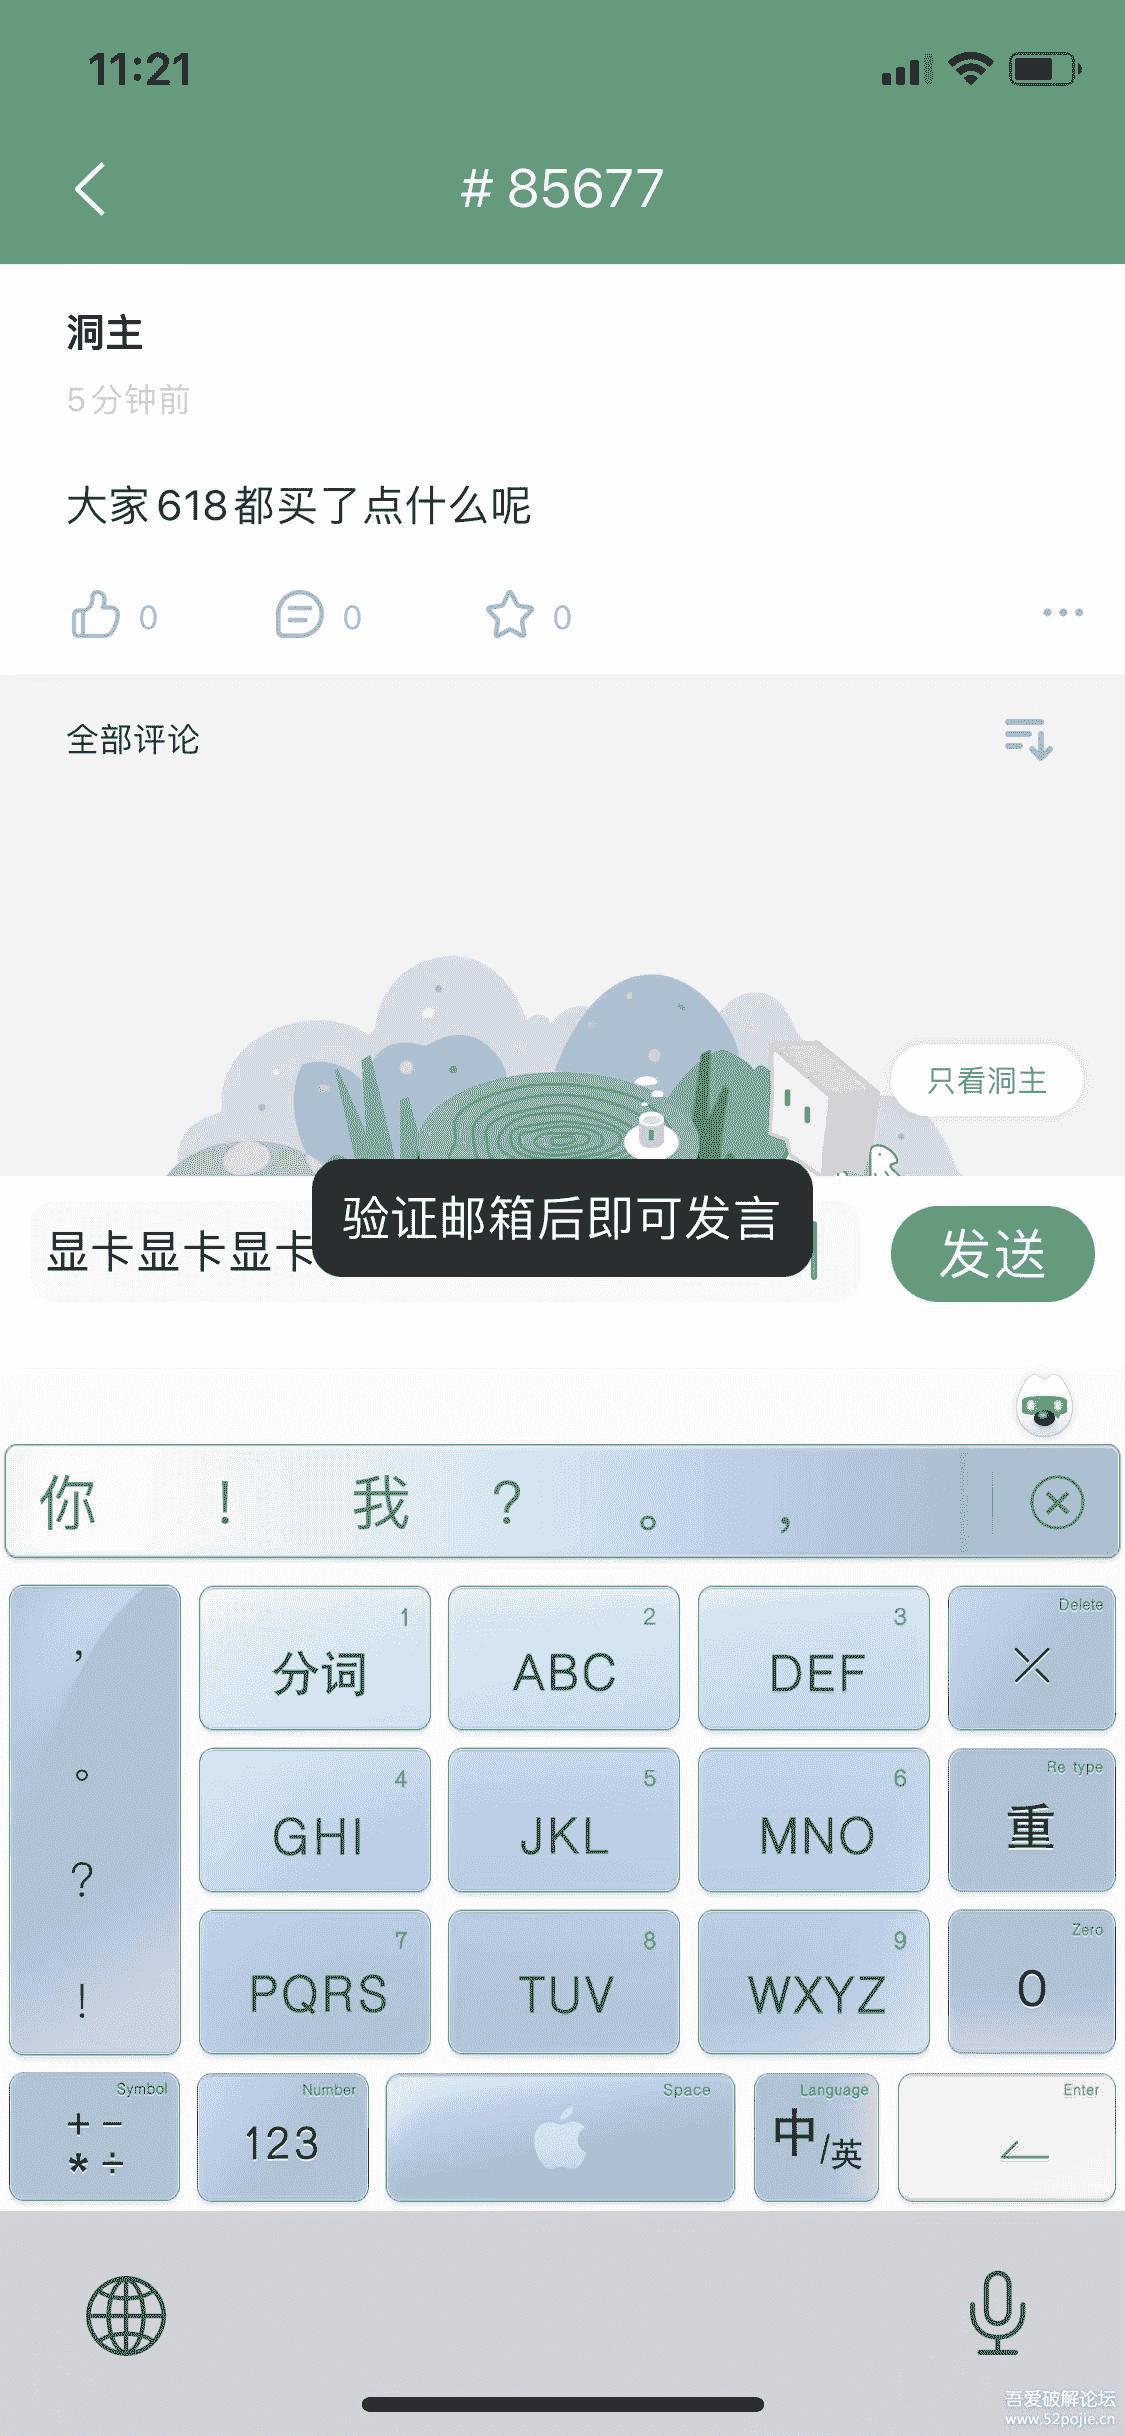 11:21
# 85677
洞主
5分钟前
大家618都买了点什么呢
0 0 0
全部评论
只看洞主
验证邮箱后即可发言
显卡显卡显卡
发送
你 ! 我 ? 。 ,
, 。 ? !
1 分词
2 ABC
3 DEF
Delete
4 GHI
5 JKL
6 MNO
Re type 重
7 PQRS
8 TUV
9 WXYZ
Zero 0
Symbol + - * ÷
Number 123
Space
Language 中/英
Enter
吾爱破解论坛
www.52pojie.cn